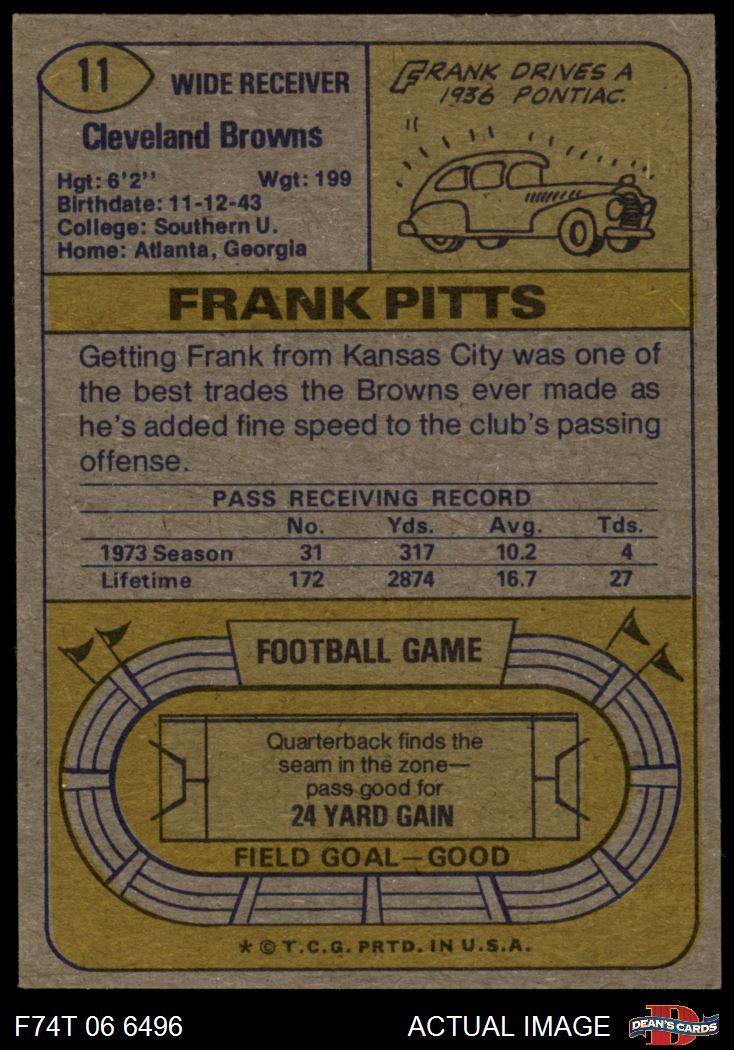 11
WIDE RECEIVER
Cleveland Browns
Hgt: 6'2'' Wgt: 199
Birthdate: 11-12-43
College: Southern U.
Home: Atlanta, Georgia
FRANK DRIVES A
1936 PONTIAC.
FRANK PITTS
Getting Frank from Kansas City was one of
the best trades the Browns ever made as
he's added fine speed to the club's passing
offense.
PASS RECEIVING RECORD
No. Yds. Avg. Tds.
1973 Season 31 317 10.2 4
Lifetime 172 2874 16.7 27
FOOTBALL GAME
Quarterback finds the
seam in the zone—
pass good for
24 YARD GAIN
FIELD GOAL—GOOD
* © T.C.G. PRTD. IN U.S.A.
F74T 06 6496 ACTUAL IMAGE
D
DEAN'S CARDS